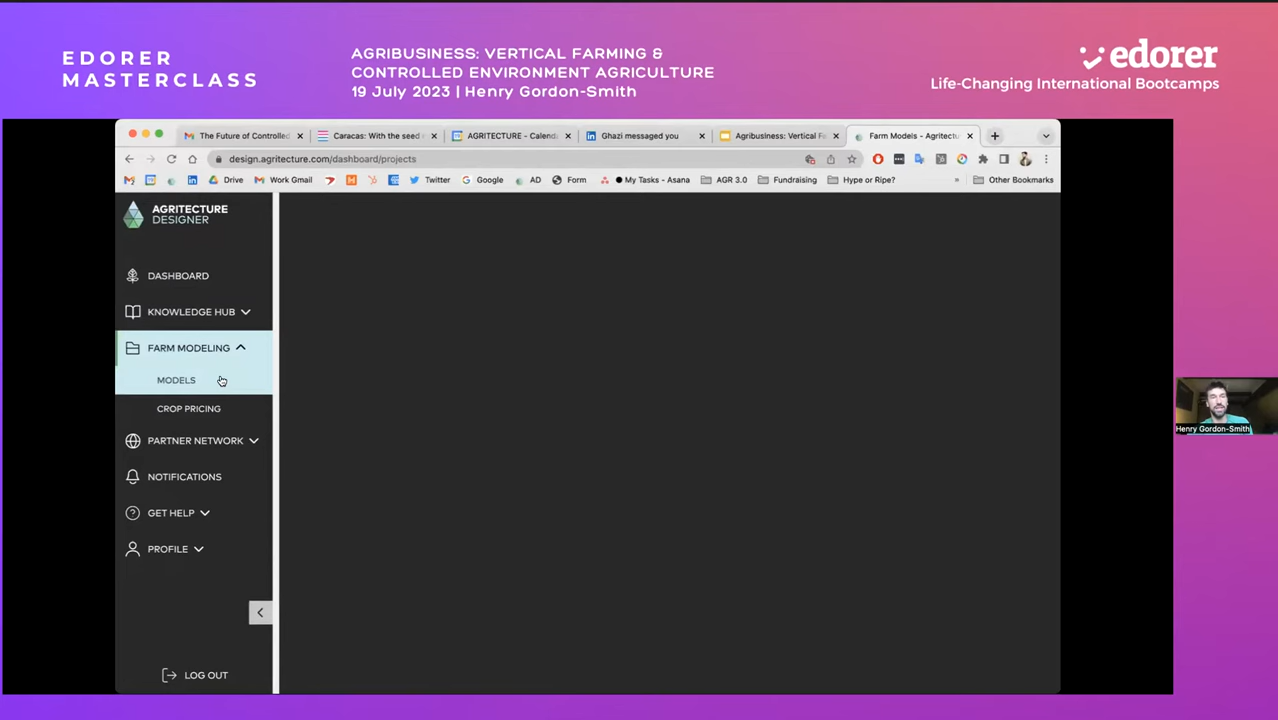 EDORER
MASTERCLASS
AGRIBUSINESS: VERTICAL FARMING &
CONTROLLED ENVIRONMENT AGRICULTURE
19 July 2023 | Henry Gordon-Smith
edorer
Life-Changing International Bootcamps
The Future of Controlled
Caracas: With the seed
AGRITECTURE - Calend
Ghazi messaged you
Agribusiness: Vertical F
Farm Models - Agritectu
design.agritecture.com/dashboard/projects
Drive
Work Gmail
Twitter
Google
AD
Form
My Tasks - Asana
AGR 3.0
Fundraising
Hype or Ripe?
»
Other Bookmarks
AGRITECTURE
DESIGNER
DASHBOARD
KNOWLEDGE HUB
FARM MODELING
MODELS
CROP PRICING
PARTNER NETWORK
NOTIFICATIONS
GET HELP
PROFILE
LOG OUT
Henry Gordon-Smith